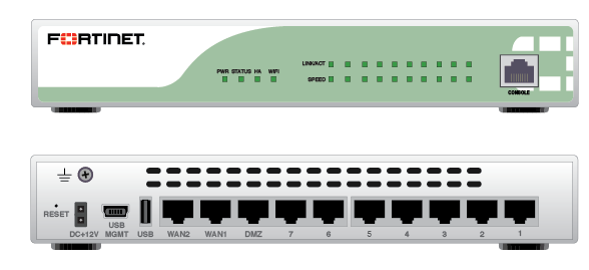 FORTINET.
LINK/ACT
PWR STATUS HA WIFI
SPEED
CONSOLE
RESET
DC+12V
USB
MGMT
USB
WAN2 WAN1 DMZ 7 6 5 4 3 2 1